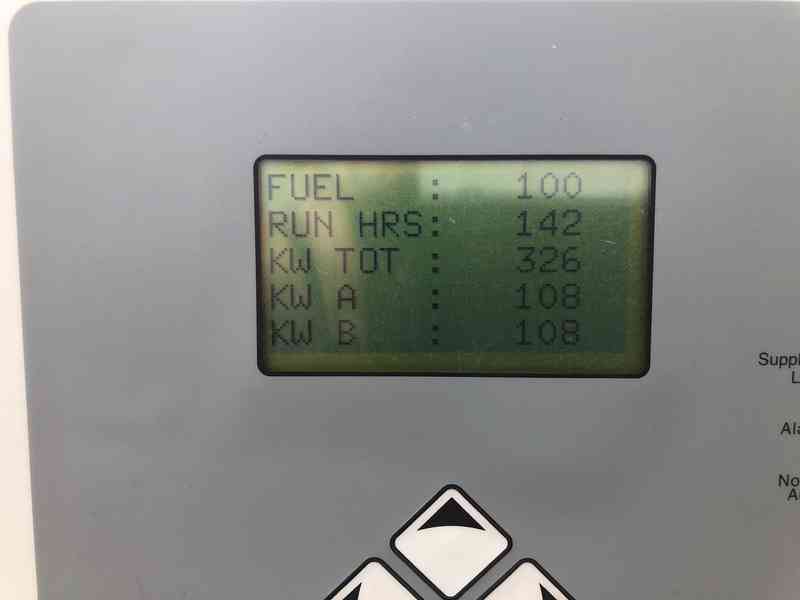 FUEL : 100
RUN HRS: 142
KW TOT : 326
KW A : 108
KW B : 108